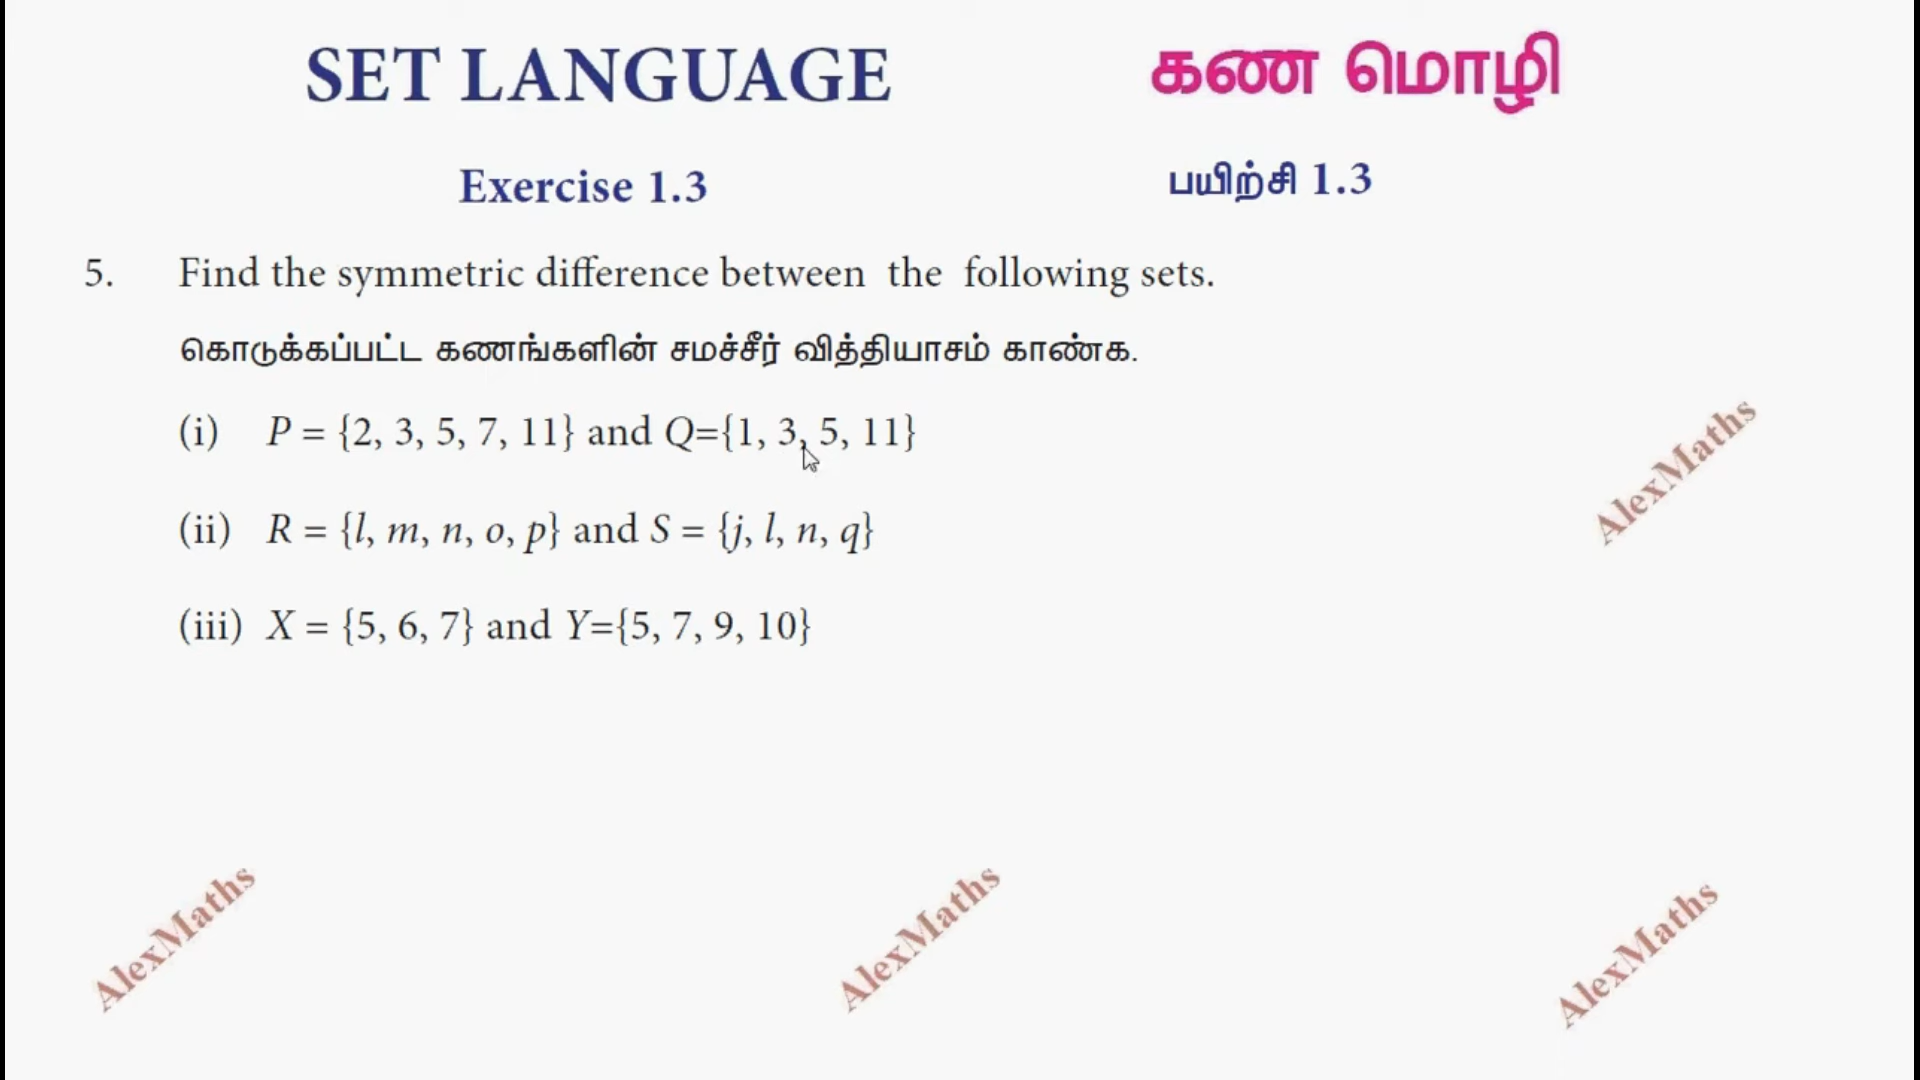 SET LANGUAGE கண மொழி
Exercise 1.3 பயிற்சி 1.3
5. Find the symmetric difference between the following sets.
கொடுக்கப்பட்ட கணங்களின் சமச்சீர் வித்தியாசம் காண்க.
(i) P = {2, 3, 5, 7, 11} and Q={1, 3, 5, 11}
(ii) R = {l, m, n, o, p} and S = {j, l, n, q}
(iii) X = {5, 6, 7} and Y={5, 7, 9, 10}
AlexMaths
AlexMaths
AlexMaths
AlexMaths